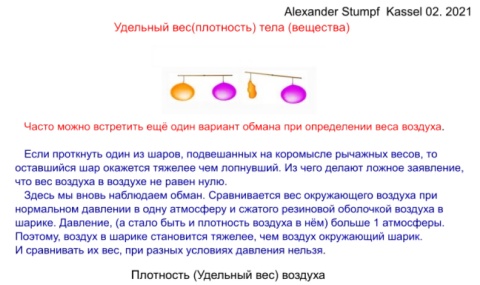 Alexander Stumpf Kassel 02. 2021
Удельный вес(плотность) тела (вещества)
Часто можно встретить ещё один вариант обмана при определении веса воздуха.
Если проткнуть один из шаров, подвешанных на коромысле рычажных весов, то
оставшийся шар окажется тяжелее чем лопнувший. Из чего делают ложное заявление,
что вес воздуха в воздухе не равен нулю.
Здесь мы вновь наблюдаем обман. Сравнивается вес окружающего воздуха при
нормальном давлении в одну атмосферу и сжатого резиновой оболочкой воздуха в
шарике. Давление, (а стало быть и плотность воздуха в нём) больше 1 атмосферы.
Поэтому, воздух в шарике становится тяжелее, чем воздух окружающий шарик.
И сравнивать их вес, при разных условиях давления нельзя.
Плотность (Удельный вес) воздуха